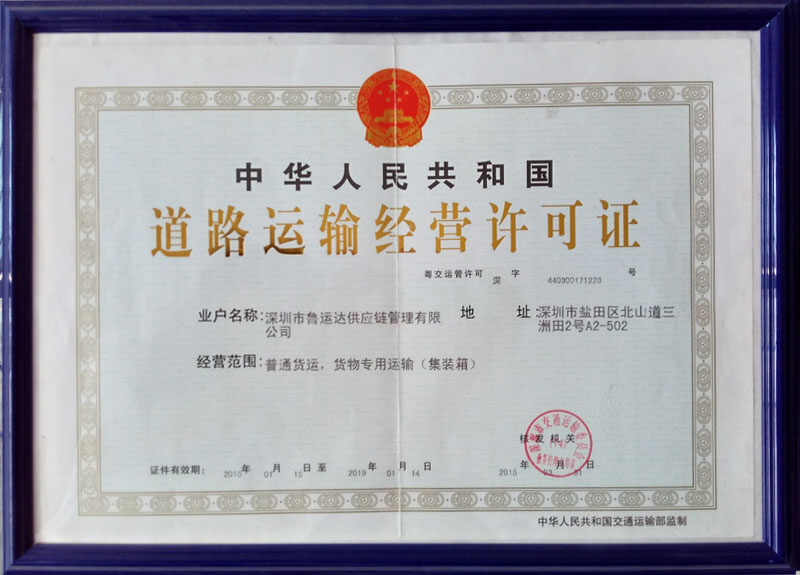 中华人民共和国
道路运输经营许可证
粤交运管许可 深 字 440300171223 号
业户名称:深圳市鲁运达供应链管理有限公司
地 址:深圳市盐田区北山道三洲田2号A2-502
经营范围:普通货运，货物专用运输（集装箱）
核发机关
证件有效期: 2015 年 01 月 15 日 至 2019 年 01 月 14 日
2015 年 03 月 31 日
中华人民共和国交通运输部监制